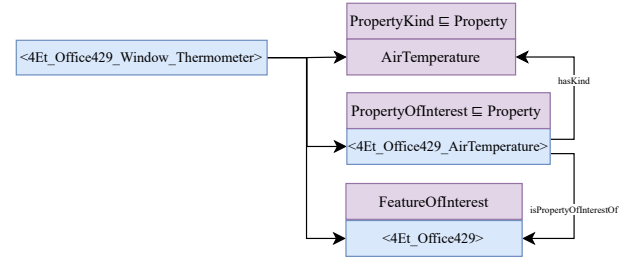 PropertyKind ⊑ Property
<4Et_Office429_Window_Thermometer>
AirTemperature
hasKind
PropertyOfInterest ⊑ Property
<4Et_Office429_AirTemperature>
FeatureOfInterest
isPropertyOfInterestOf
<4Et_Office429>